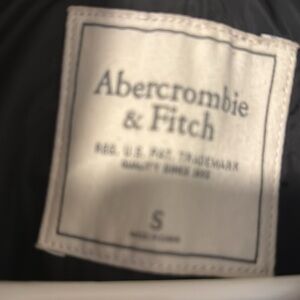 Abercrombie
& Fitch
REG. U.S. PAT. TRADEMARK
QUALITY SINCE 1892
S